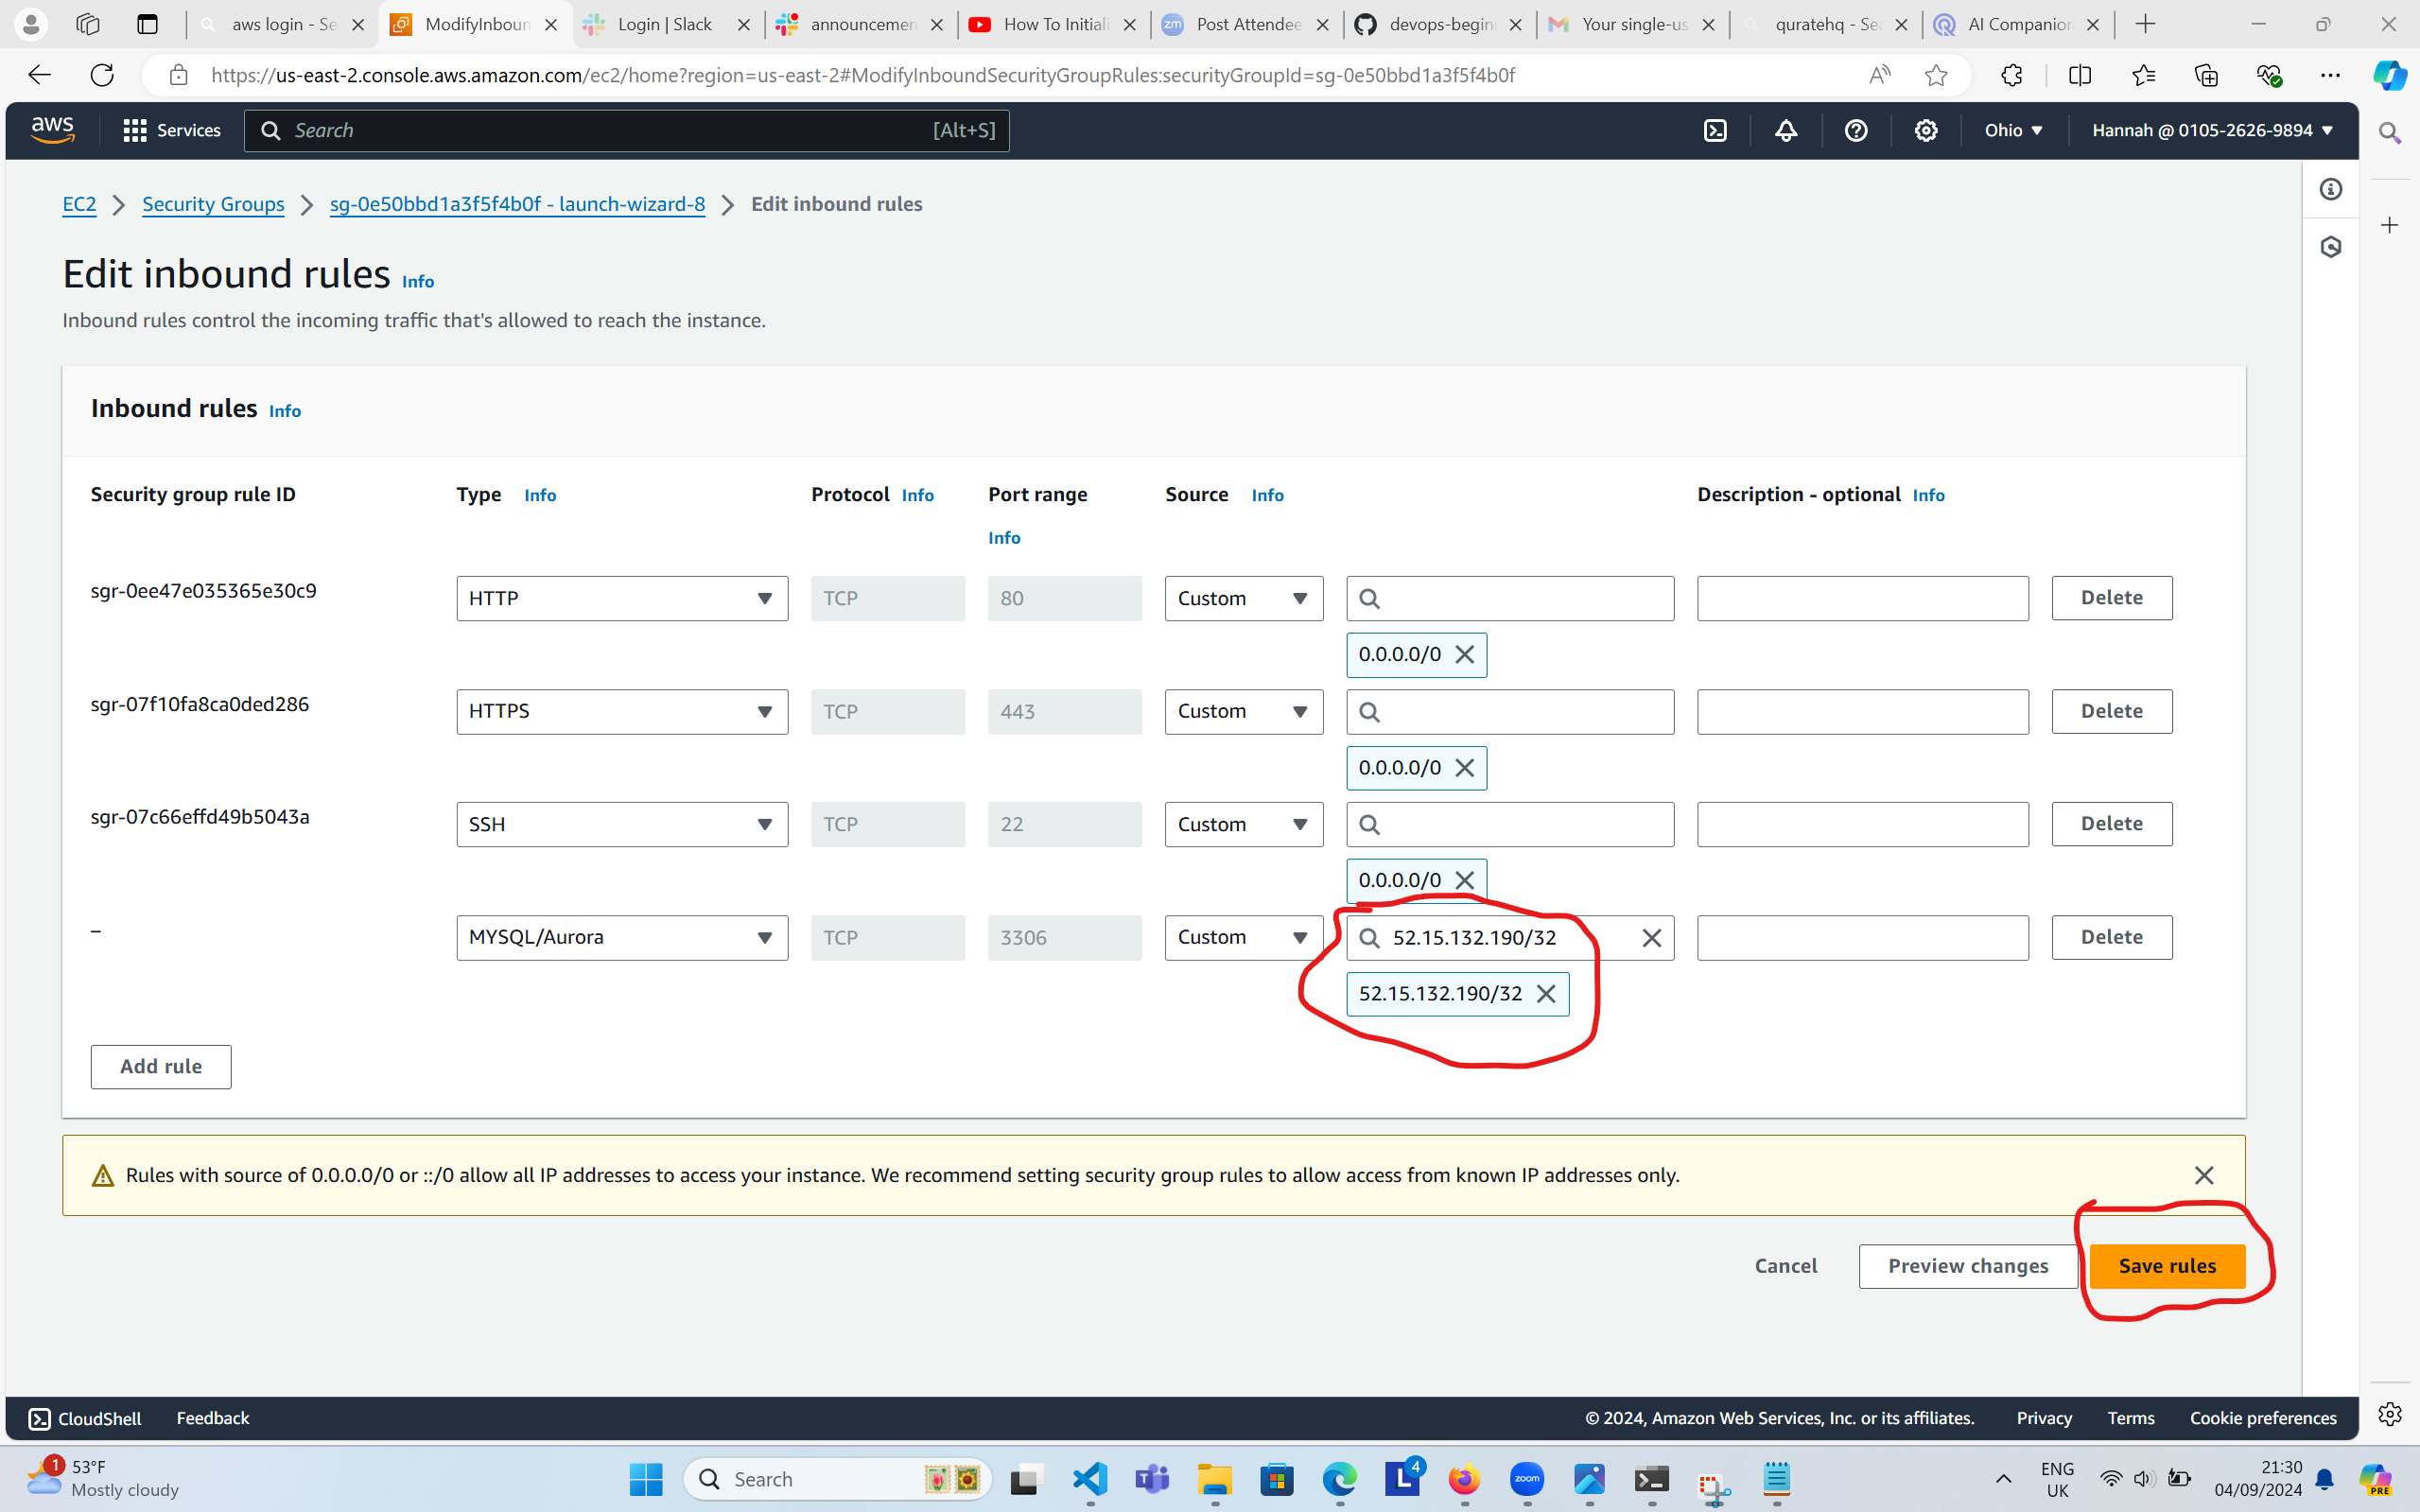 aws login - Se
ModifyInboun
Login | Slack
announcemen
How To Initiali
zm Post Attendee
devops-begin
Your single-us
quratehq - Se
AI Companion
https://us-east-2.console.aws.amazon.com/ec2/home?region=us-east-2#ModifyInboundSecurityGroupRules:securityGroupId=sg-0e50bbd1a3f5f4b0f
aws Services Search [Alt+S] Ohio Hannah @ 0105-2626-9894
EC2 Security Groups sg-0e50bbd1a3f5f4b0f - launch-wizard-8 Edit inbound rules
Edit inbound rules Info
Inbound rules control the incoming traffic that's allowed to reach the instance.
Inbound rules Info
Security group rule ID Type Info Protocol Info Port range Source Info Description - optional Info
Info
sgr-0ee47e035365e30c9 HTTP TCP 80 Custom Delete
0.0.0.0/0
sgr-07f10fa8ca0ded286 HTTPS TCP 443 Custom Delete
0.0.0.0/0
sgr-07c66effd49b5043a SSH TCP 22 Custom Delete
0.0.0.0/0
– MYSQL/Aurora TCP 3306 Custom 52.15.132.190/32 Delete
52.15.132.190/32
Add rule
Rules with source of 0.0.0.0/0 or ::/0 allow all IP addresses to access your instance. We recommend setting security group rules to allow access from known IP addresses only.
Cancel Preview changes Save rules
CloudShell Feedback © 2024, Amazon Web Services, Inc. or its affiliates. Privacy Terms Cookie preferences
1 53°F
Mostly cloudy
Search
T
L 4
zoom
ENG
UK
21:30
04/09/2024
PRE